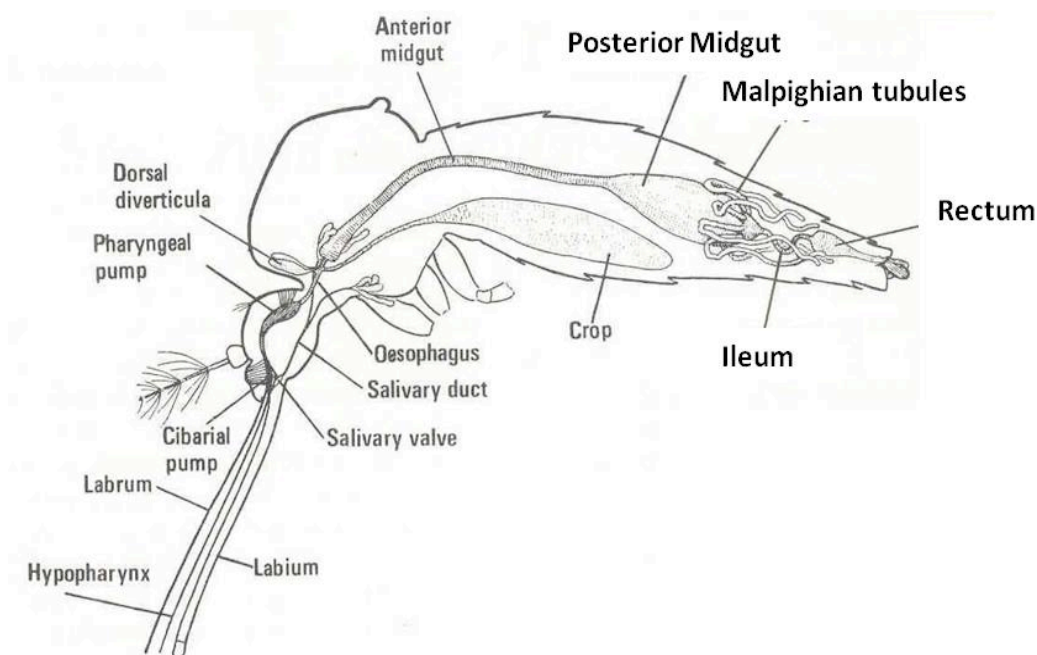 Anterior
midgut
Posterior Midgut
Malpighian tubules
Dorsal
diverticula
Rectum
Pharyngeal
pump
Crop
Oesophagus
Ileum
Salivary duct
Cibarial
pump
Salivary valve
Labrum
Hypopharynx
Labium